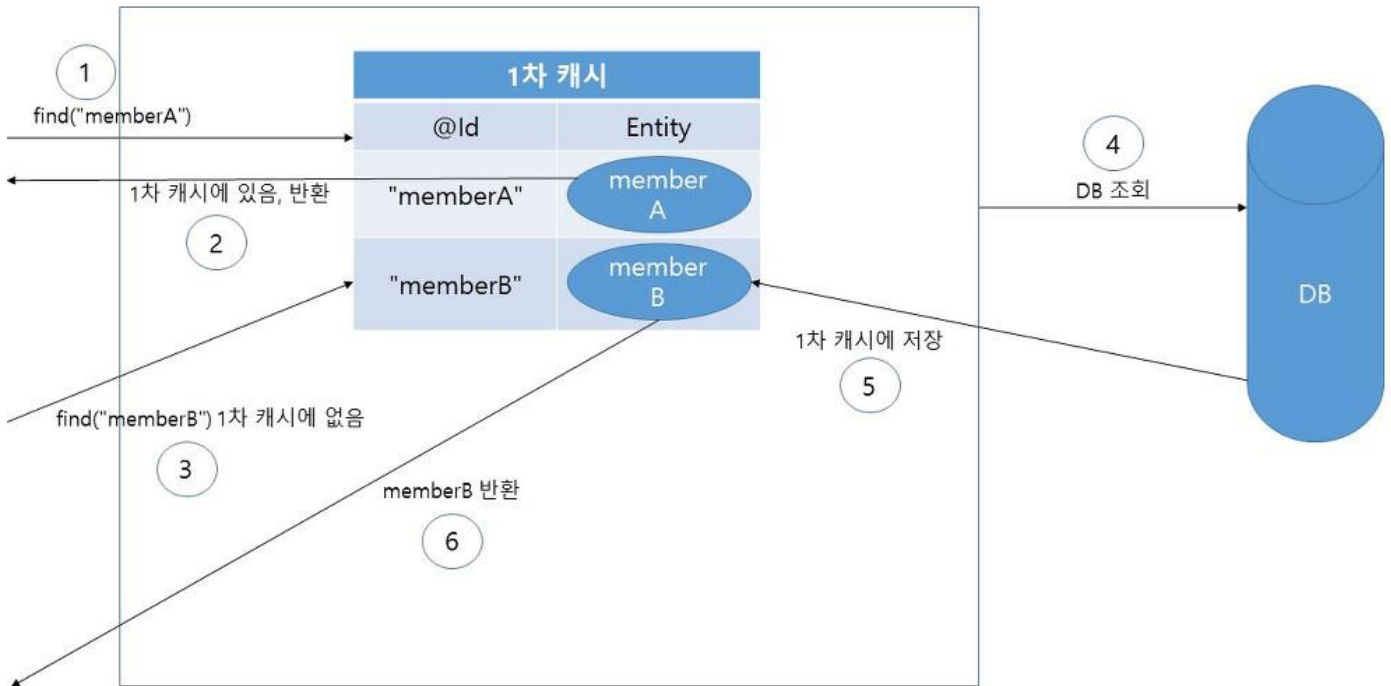 1
find("memberA")
1차 캐시
@Id
Entity
"memberA"
member
A
1차 캐시에 있음, 반환
2
"memberB"
member
B
find("memberB") 1차 캐시에 없음
3
4
DB 조회
DB
1차 캐시에 저장
5
memberB 반환
6